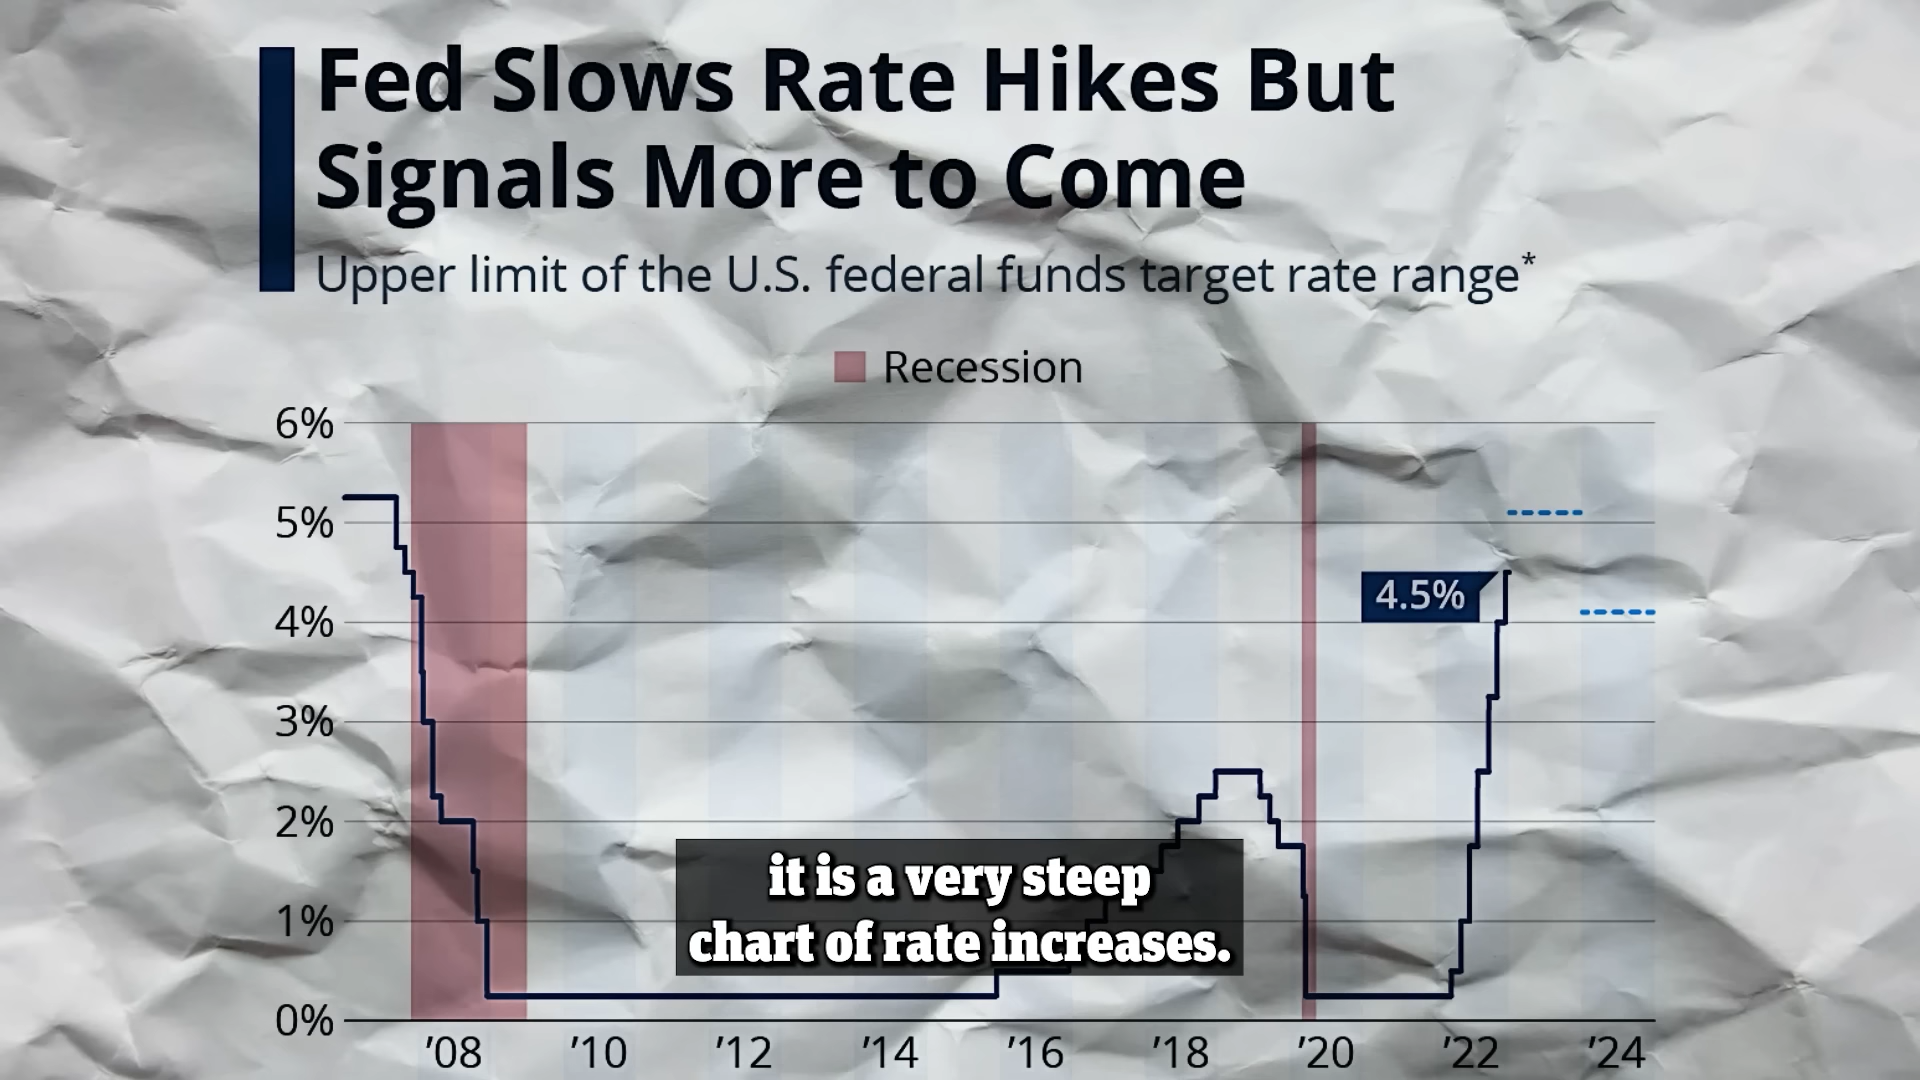 Fed Slows Rate Hikes But
Signals More to Come
Upper limit of the U.S. federal funds target rate range*
Recession
6%
5%
4.5%
4%
3%
2%
it is a very steep
chart of rate increases.
1%
0%
’08 ’10 ’12 ’14 ’16 ’18 ’20 ’22 ’24